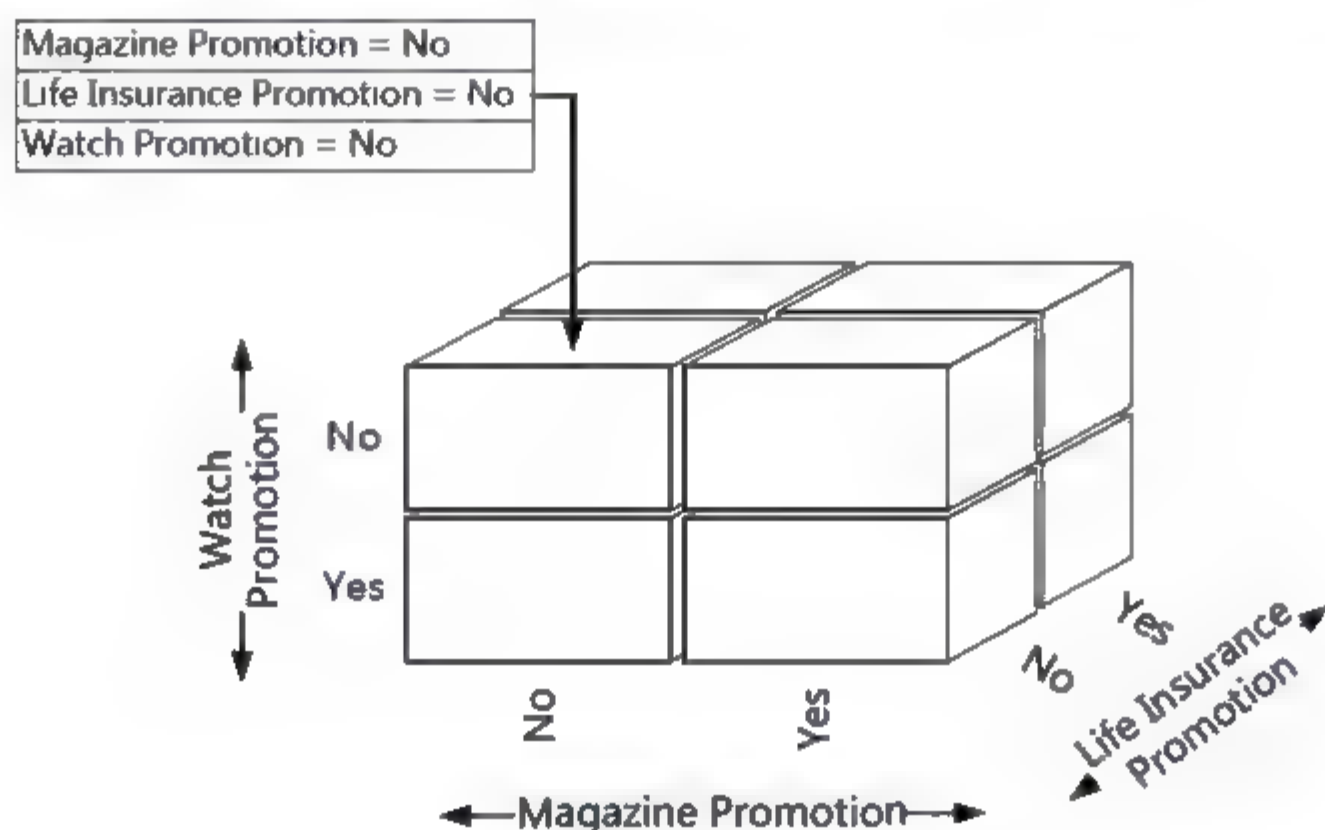 Magazine Promotion = No
Life Insurance Promotion = No
Watch Promotion = No
No
Yes
Watch
Promotion
No
Yes
Magazine Promotion
No
Yes
Life Insurance
Promotion